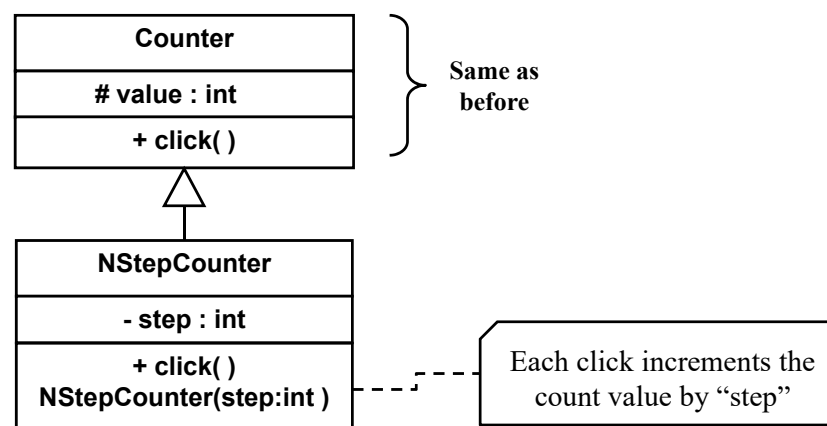 Counter
# value : int
+ click( )
Same as
before
NStepCounter
- step : int
+ click( )
NStepCounter(step:int )
Each click increments the
count value by “step”